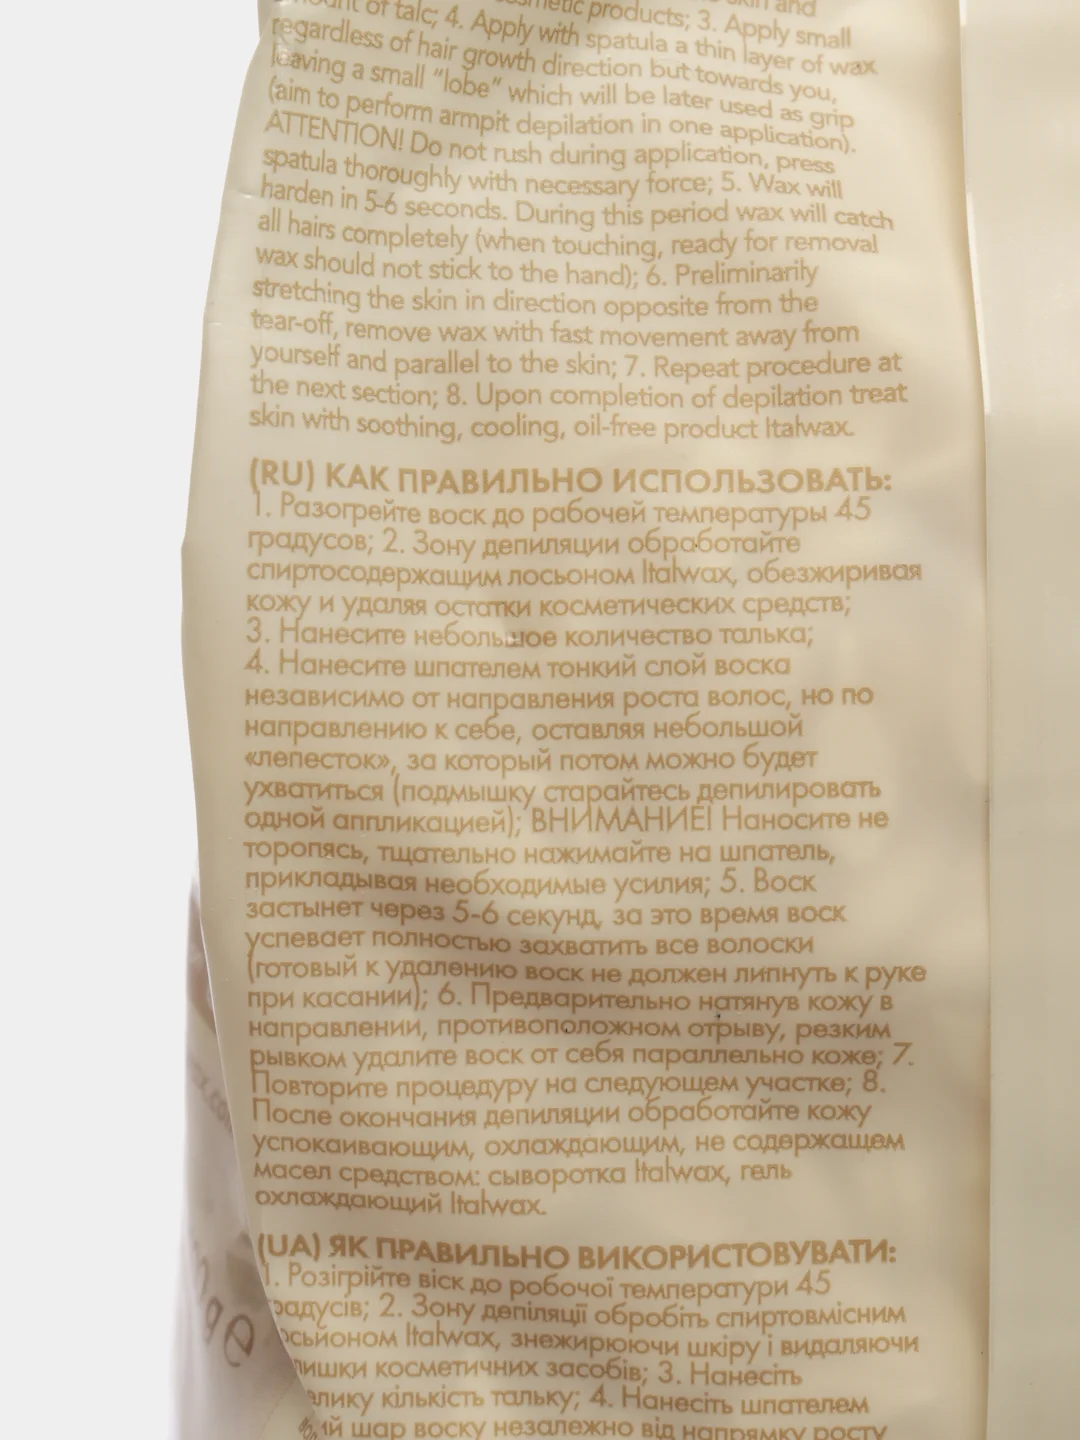 cosmetic products; 3. Apply small
of talc; 4. Apply with spatula a thin layer of wax
regardless of hair growth direction but towards you,
leaving a small "lobe" which will be later used as grip
(aim to perform armpit depilation in one application).
ATTENTION! Do not rush during application, press
spatula thoroughly with necessary force; 5. Wax will
harden in 5-6 seconds. During this period wax will catch
all hairs completely (when touching, ready for removal
wax should not stick to the hand); 6. Preliminarily
stretching the skin in direction opposite from the
tear-off, remove wax with fast movement away from
yourself and parallel to the skin; 7. Repeat procedure at
the next section; 8. Upon completion of depilation treat
skin with soothing, cooling, oil-free product Italwax.
(RU) КАК ПРАВИЛЬНО ИСПОЛЬЗОВАТЬ:
1. Разогрейте воск до рабочей температуры 45
градусов; 2. Зону депиляции обработайте
спиртосодержащим лосьоном Italwax, обезжиривая
кожу и удаляя остатки косметических средств;
3. Нанесите небольшое количество талька;
4. Нанесите шпателем тонкий слой воска
независимо от направления роста волос, но по
направлению к себе, оставляя небольшой
«лепесток», за который потом можно будет
ухватиться (подмышку старайтесь депилировать
одной аппликацией); ВНИМАНИЕ! Наносите не
торопясь, тщательно нажимайте на шпатель,
прикладывая необходимые усилия; 5. Воск
застынет через 5-6 секунд, за это время воск
успевает полностью захватить все волоски
(готовый к удалению воск не должен липнуть к руке
при касании); 6. Предварительно натянув кожу в
направлении, противоположном отрыву, резким
рывком удалите воск от себя параллельно коже; 7.
Повторите процедуру на следующем участке; 8.
После окончания депиляции обработайте кожу
успокаивающим, охлаждающим, не содержащем
масел средством: сыворотка Italwax, гель
охлаждающий Italwax.
(UA) ЯК ПРАВИЛЬНО ВИКОРИСТОВУВАТИ:
1. Розігрійте віск до робочої температури 45
радусів; 2. Зону депіляції обробіть спиртовмісним
осьйоном Italwax, знежирюючи шкіру і видаляючи
лишки косметичних засобів; 3. Нанесіть
елику кількість тальку; 4. Нанесіть шпателем
ий шар воску незалежно від напрямку росту